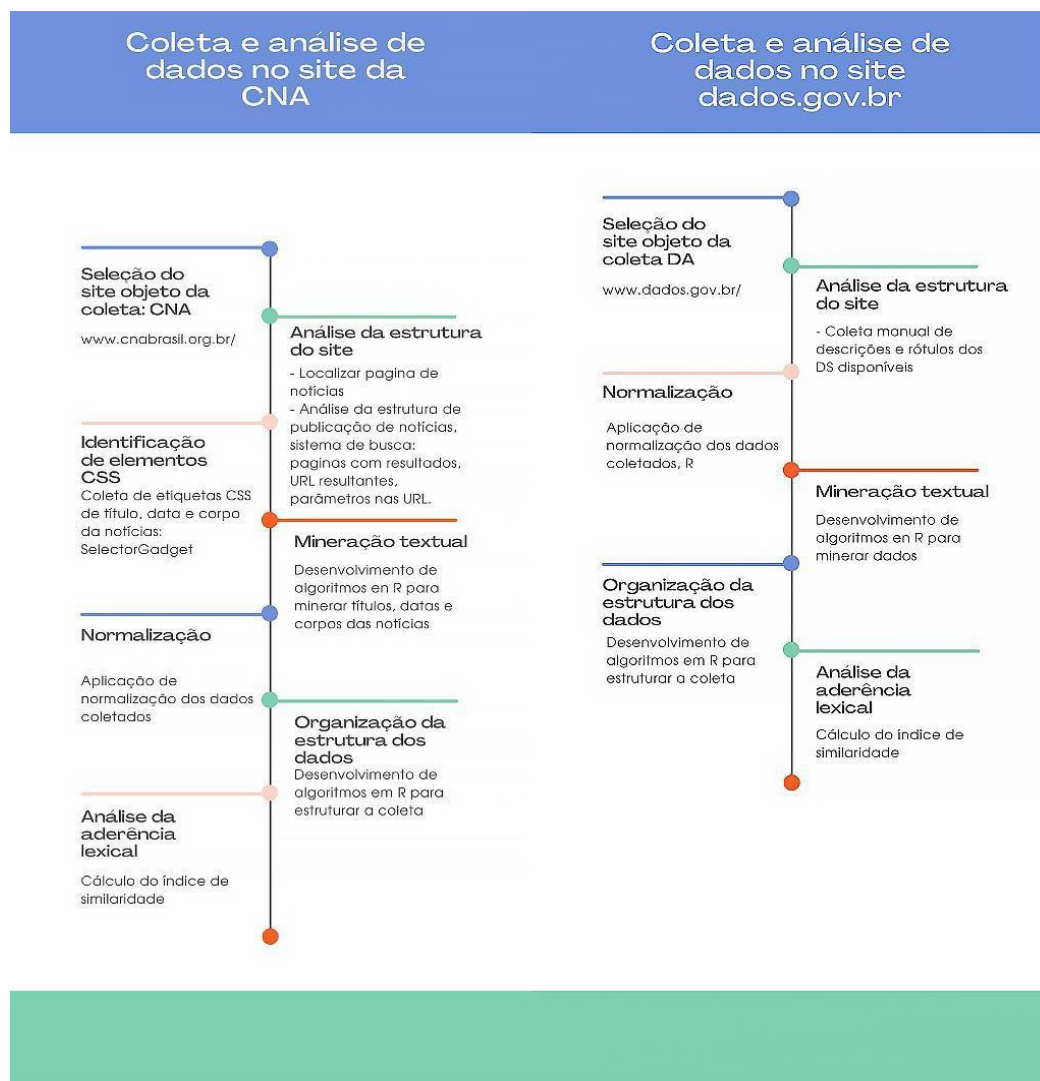 Coleta e análise de
dados no site da
CNA
Seleção do
site objeto da
coleta: CNA
www.cnabrasil.org.br/
Análise da estrutura
do site
- Localizar pagina de
notícias
- Análise da estrutura de
publicação de notícias,
sistema de busca:
paginas com resultados,
URL resultantes,
parâmetros nas URL.
Identificação
de elementos
CSS
Coleta de etiquetas CSS
de título, data e corpo
da notícias:
SelectorGadget
Mineração textual
Desenvolvimento de
algoritmos en R para
minerar títulos, datas e
corpos das notícias
Normalização
Aplicação de
normalização dos dados
coletados
Organização da
estrutura dos
dados
Desenvolvimento de
algoritmos em R para
estruturar a coleta
Análise da
aderência
lexical
Cálculo do índice de
similaridade
Coleta e análise de
dados no site
dados.gov.br
Seleção do
site objeto da
coleta DA
www.dados.gov.br/
Análise da estrutura
do site
- Coleta manual de
descrições e rótulos dos
DS disponíveis
Normalização
Aplicação de
normalização dos dados
coletados, R
Mineração textual
Desenvolvimento de
algoritmos en R para
minerar dados
Organização da
estrutura dos
dados
Desenvolvimento de
algoritmos em R para
estruturar a coleta
Análise da
aderência
lexical
Cálculo do índice de
similaridade